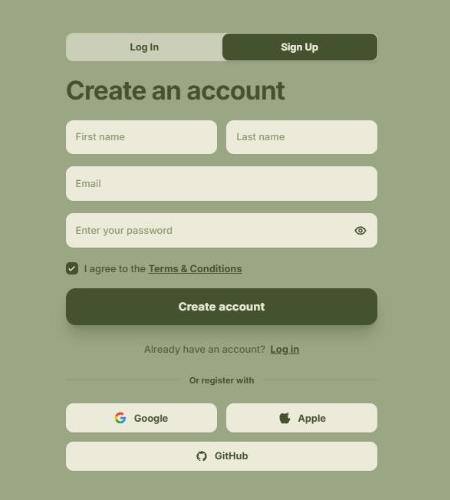 Log In
Sign Up
Create an account
First name
Last name
Email
Enter your password
I agree to the Terms & Conditions
Create account
Already have an account? Log in
Or register with
Google
Apple
GitHub